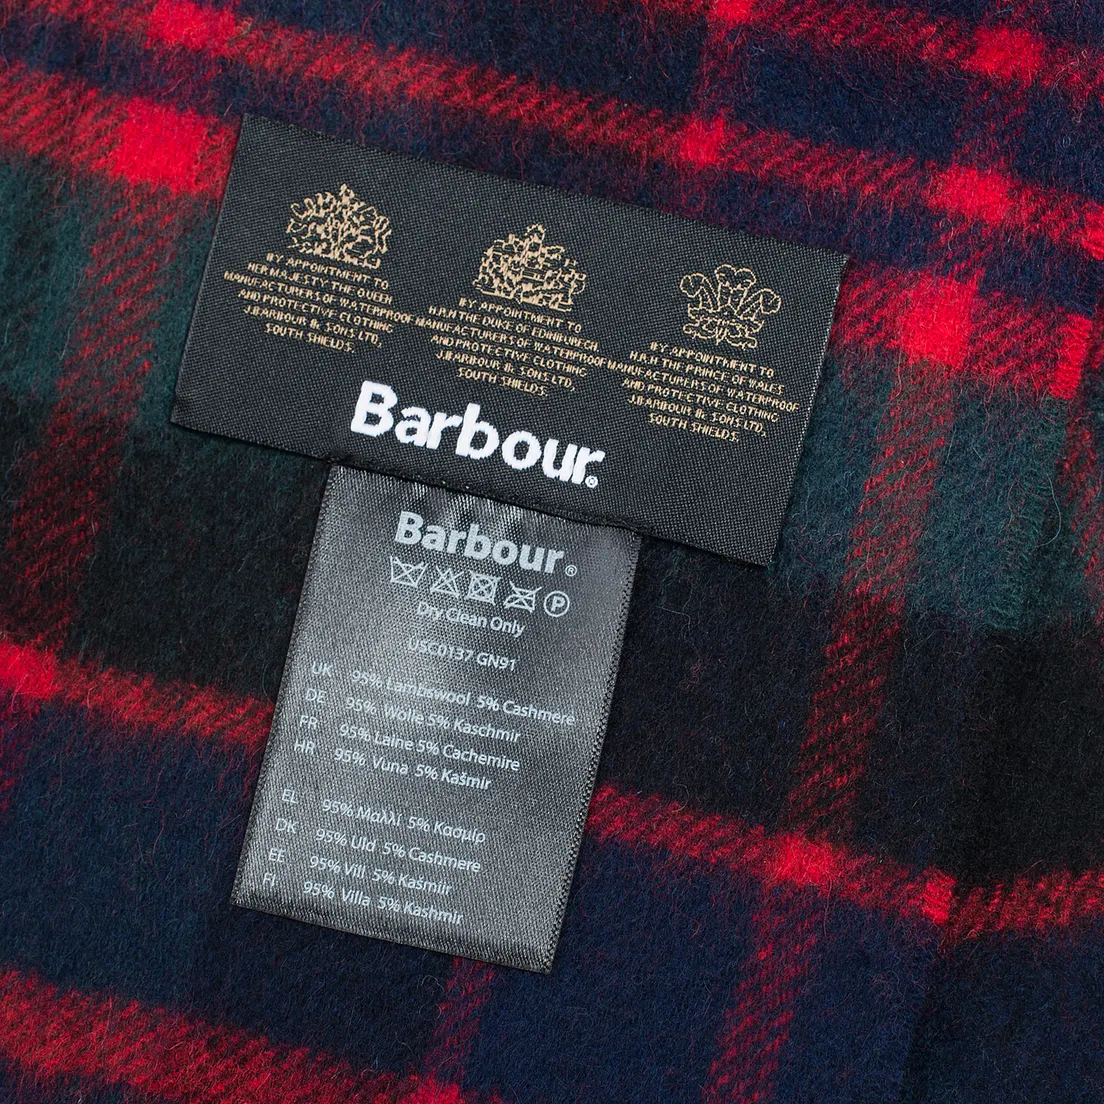 BY APPOINTMENT TO
HER MAJESTY THE QUEEN
MANUFACTURERS OF WATERPROOF
AND PROTECTIVE CLOTHING
J.BARBOUR & SONS LTD,
SOUTH SHIELDS.
BY APPOINTMENT TO
H.R.H THE DUKE OF EDINBURGH,
MANUFACTURERS OF WATERPROOF
AND PROTECTIVE CLOTHING
J.BARBOUR & SONS LTD,
SOUTH SHIELDS.
BY APPOINTMENT TO
H.R.H THE PRINCE OF WALES
MANUFACTURERS OF WATERPROOF
AND PROTECTIVE CLOTHING
J.BARBOUR & SONS LTD,
SOUTH SHIELDS.
Barbour®
Barbour®
P
Dry Clean Only
USC0137 GN91
UK 95% Lambswool 5% Cashmere
DE 95% Wolle 5% Kaschmir
FR 95% Laine 5% Cachemire
HR 95% Vuna 5% Kašmir
EL 95% Μαλλί 5% Κασμίρ
DK 95% Uld 5% Cashmere
EE 95% Vill 5% Kašmiir
FI 95% Villa 5% Kashmir